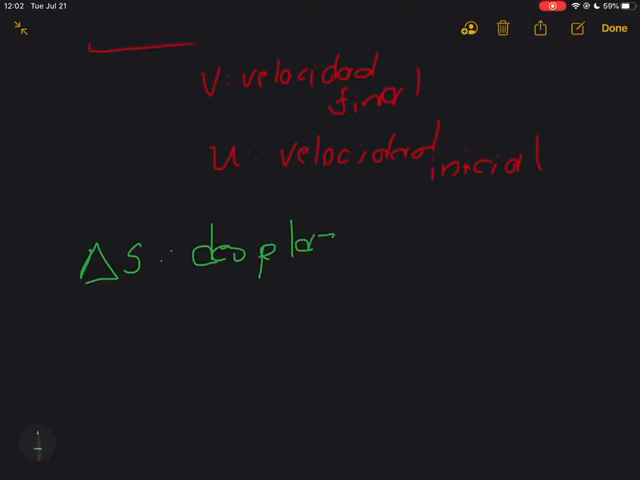 12:02 Tue Jul 21
59%
Done
V: velocidad
final
u: velocidad inicial
Δs: despla